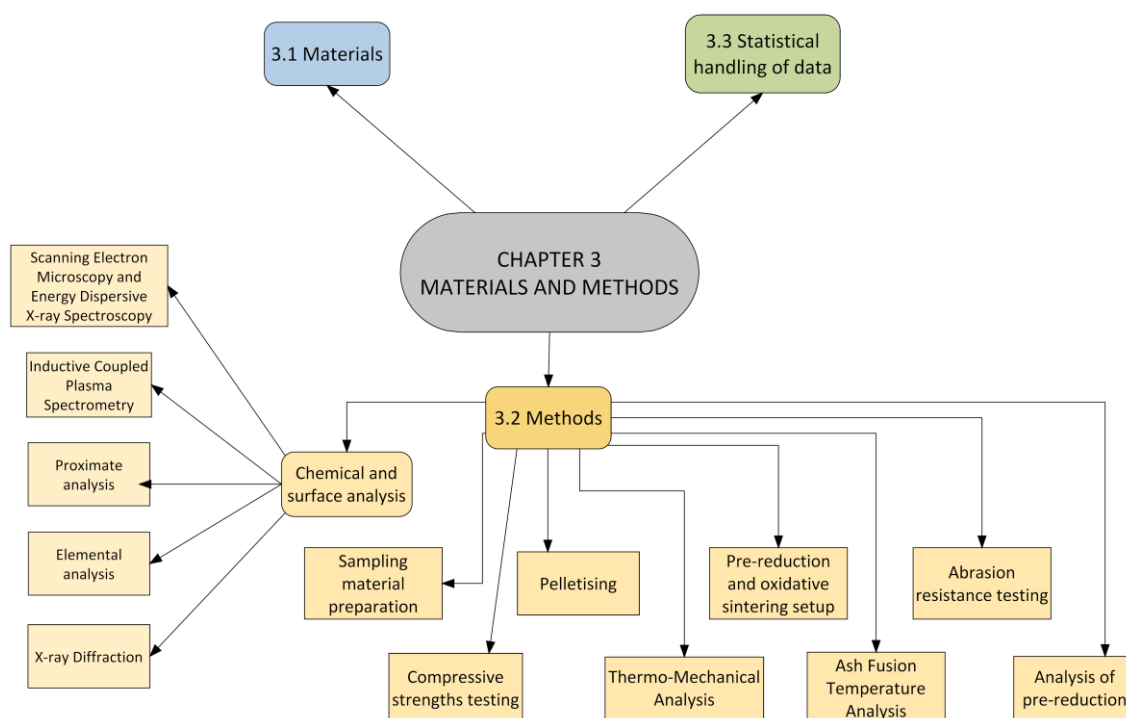 3.1 Materials
3.3 Statistical
handling of data
CHAPTER 3
MATERIALS AND METHODS
Scanning Electron
Microscopy and
Energy Dispersive
X-ray Spectroscopy
Inductive Coupled
Plasma
Spectrometry
Proximate
analysis
Elemental
analysis
X-ray Diffraction
Chemical and
surface analysis
3.2 Methods
Sampling
material
preparation
Pelletising
Pre-reduction
and oxidative
sintering setup
Abrasion
resistance testing
Compressive
strengths testing
Thermo-Mechanical
Analysis
Ash Fusion
Temperature
Analysis
Analysis of
pre-reduction